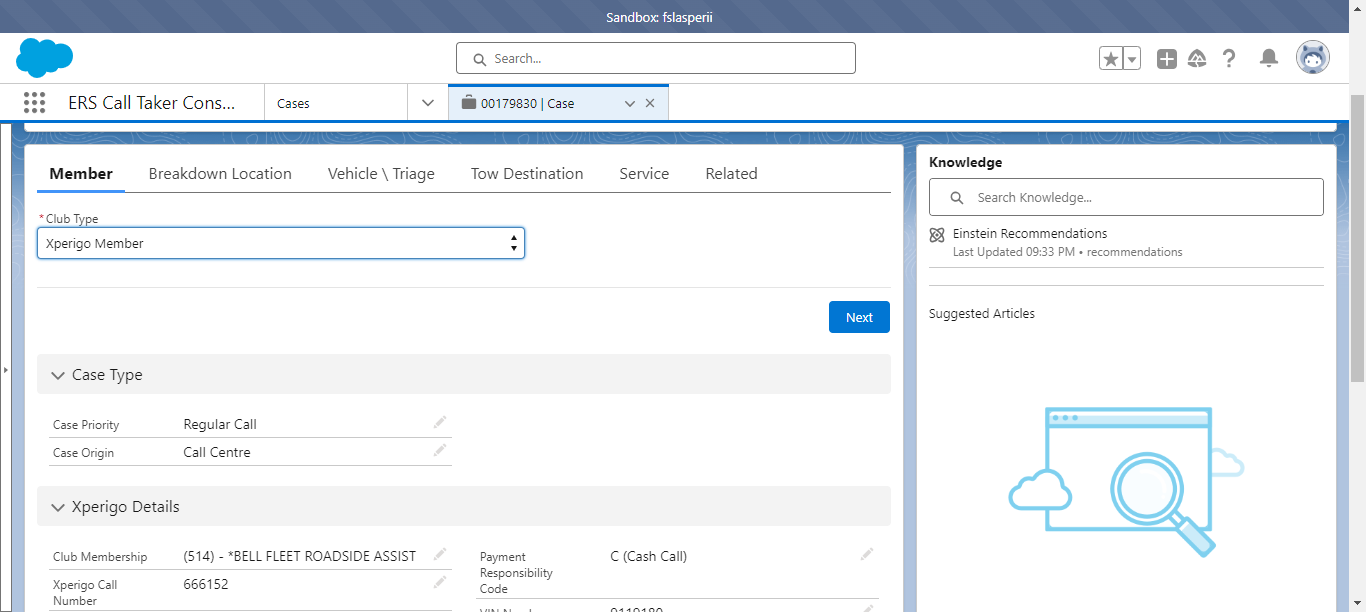 Sandbox: fslasperii
Search...
ERS Call Taker Cons...
Cases
00179830 | Case
Member
Breakdown Location
Vehicle \ Triage
Tow Destination
Service
Related
*Club Type
Xperigo Member
Next
Case Type
Case Priority
Regular Call
Case Origin
Call Centre
Xperigo Details
Club Membership
(514) - *BELL FLEET ROADSIDE ASSIST
Xperigo Call
Number
666152
Payment
Responsibility
Code
C (Cash Call)
Knowledge
Search Knowledge...
Einstein Recommendations
Last Updated 09:33 PM • recommendations
Suggested Articles